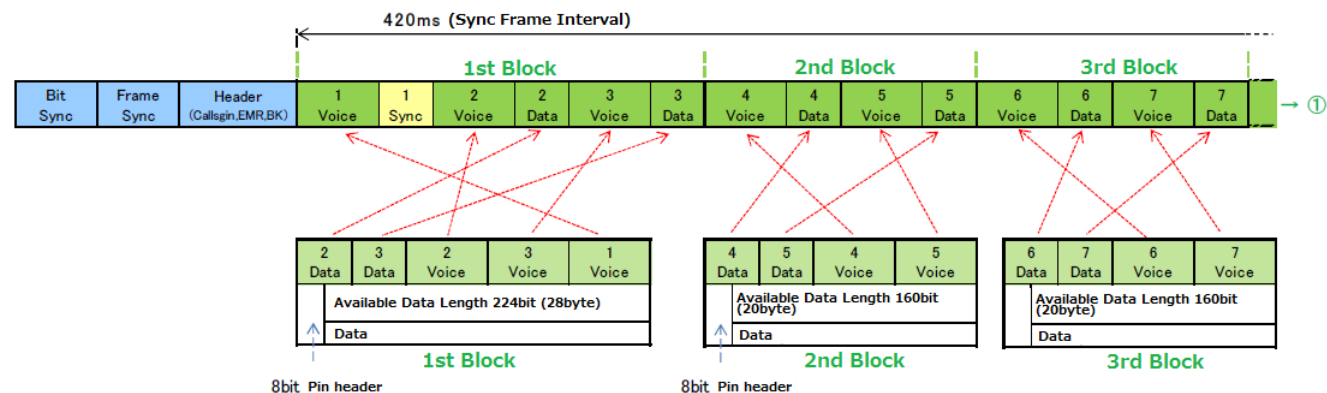 420ms (Sync Frame Interval)
1st Block 2nd Block 3rd Block
Bit Frame Header 1 1 2 2 3 3 4 4 5 5 6 6 7 7
Sync Sync (Callsgin,EMR,BK) Voice Sync Voice Data Voice Data Voice Data Voice Data Voice Data Voice Data
→ ①
2 3 2 3 1
Data Data Voice Voice Voice
Available Data Length 224bit (28byte)
Data
1st Block
8bit Pin header
4 5 4 5
Data Data Voice Voice
Available Data Length 160bit
(20byte)
Data
2nd Block
8bit Pin header
6 7 6 7
Data Data Voice Voice
Available Data Length 160bit
(20byte)
Data
3rd Block